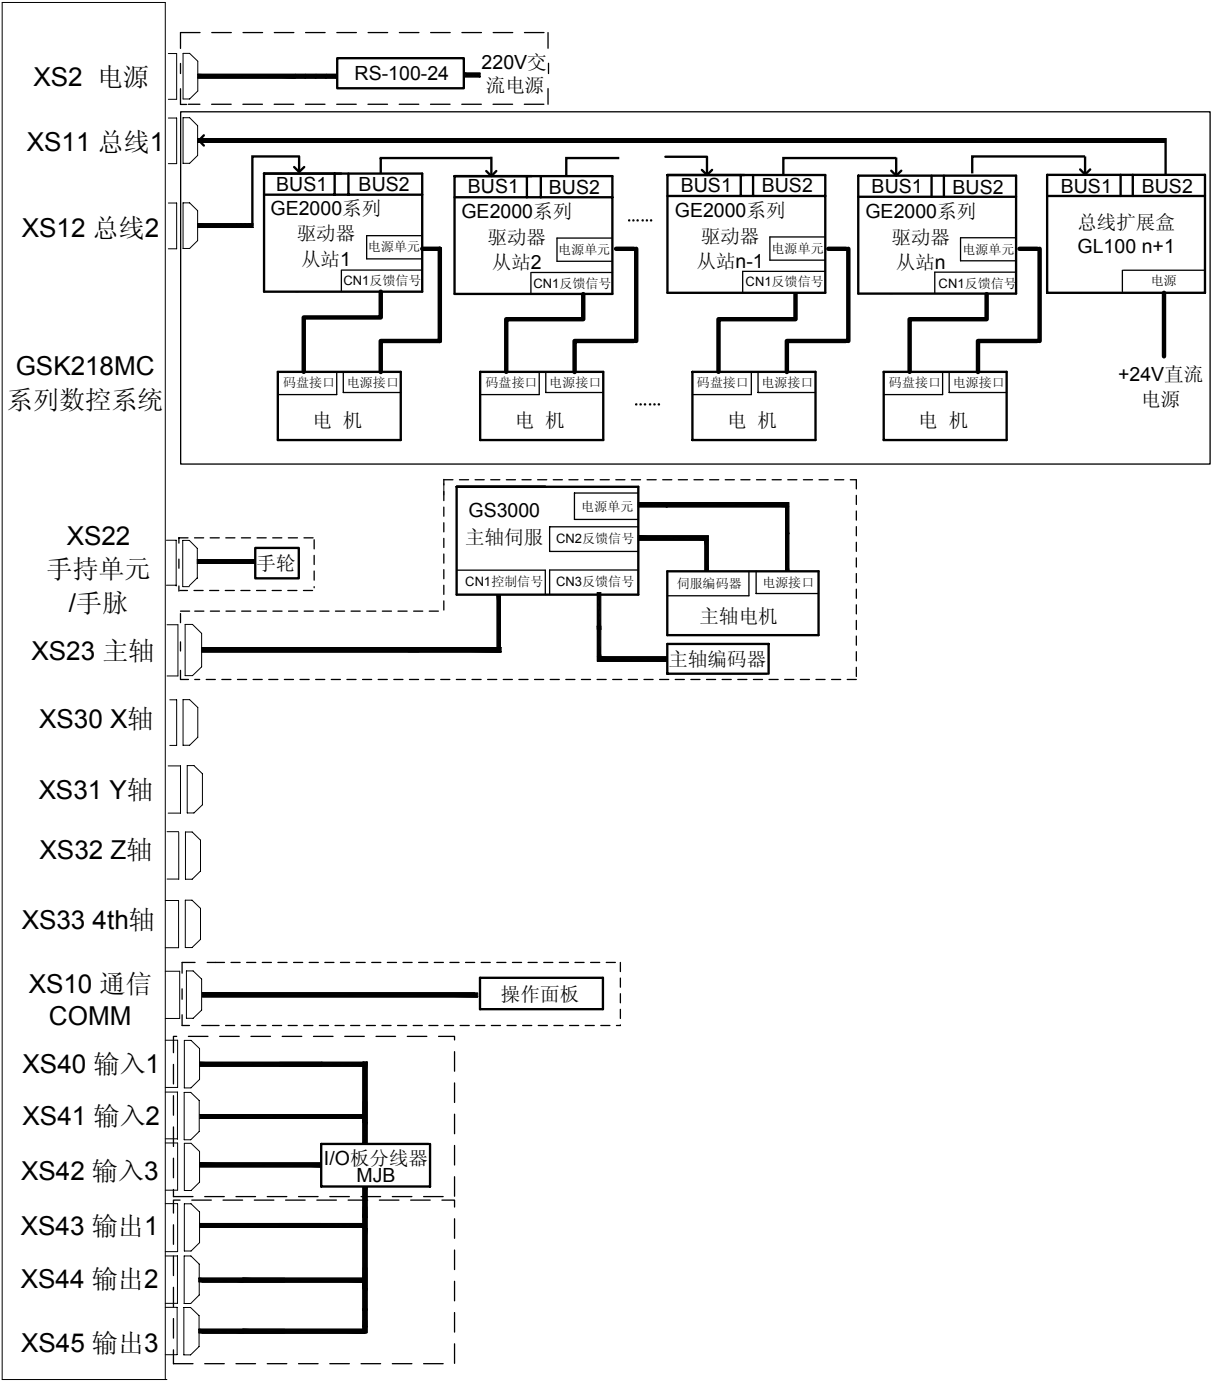 XS2 电源
RS-100-24
220V交
流电源
XS11 总线1
XS12 总线2
BUS1 BUS2
GE2000系列
驱动器
从站1
电源单元
CN1反馈信号
BUS1 BUS2
GE2000系列
驱动器
从站2
电源单元
CN1反馈信号
......
BUS1 BUS2
GE2000系列
驱动器
从站n-1
电源单元
CN1反馈信号
BUS1 BUS2
GE2000系列
驱动器
从站n
电源单元
CN1反馈信号
BUS1 BUS2
总线扩展盒
GL100 n+1
电源
+24V直流
电源
GSK218MC
系列数控系统
码盘接口 电源接口
电 机
码盘接口 电源接口
电 机
......
码盘接口 电源接口
电 机
码盘接口 电源接口
电 机
XS22
手持单元
/手脉
手轮
GS3000
主轴伺服
电源单元
CN2反馈信号
CN1控制信号 CN3反馈信号
伺服编码器 电源接口
主轴电机
主轴编码器
XS23 主轴
XS30 X轴
XS31 Y轴
XS32 Z轴
XS33 4th轴
XS10 通信
COMM
操作面板
XS40 输入1
XS41 输入2
XS42 输入3
I/O板分线器
MJB
XS43 输出1
XS44 输出2
XS45 输出3